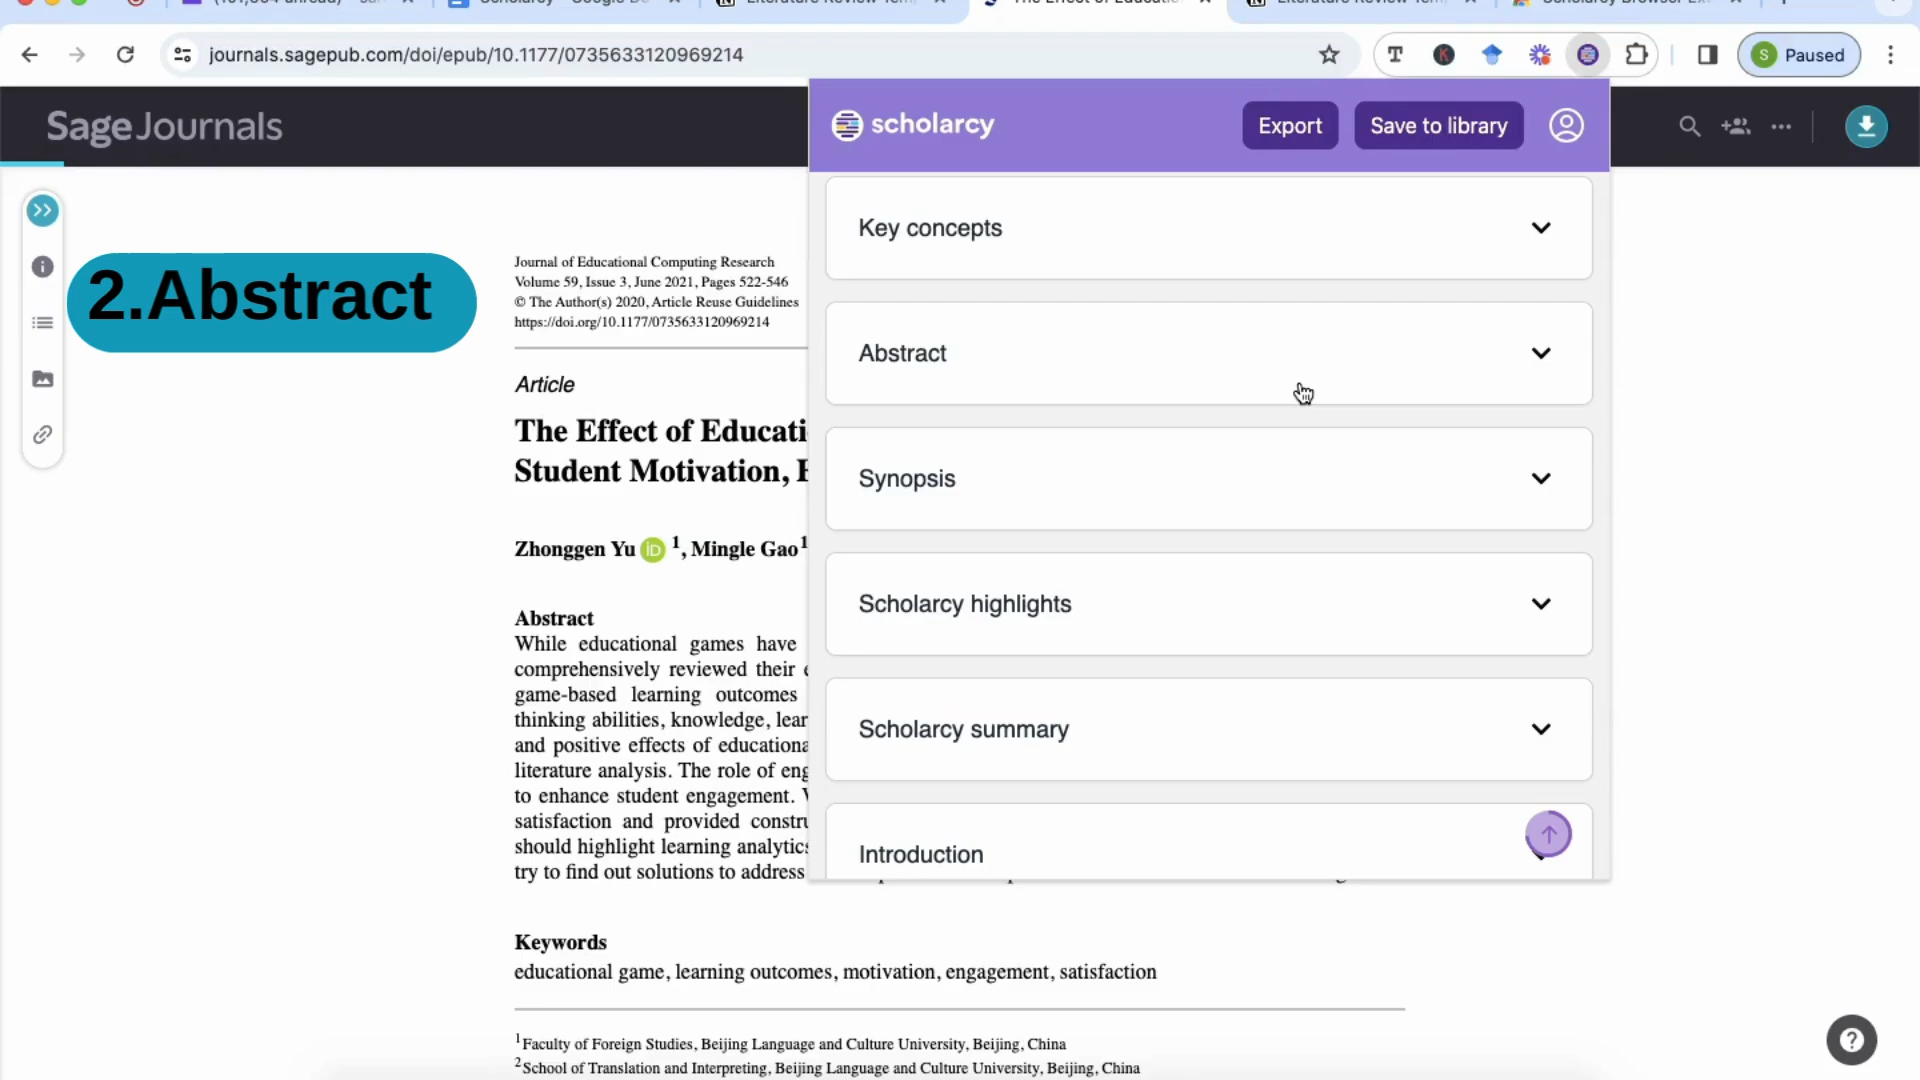 journals.sagepub.com/doi/epub/10.1177/0735633120969214
S Paused
Sage Journals
scholarcy
Export
Save to library
2.Abstract
Journal of Educational Computing Research
Volume 59, Issue 3, June 2021, Pages 522-546
© The Author(s) 2020, Article Reuse Guidelines
https://doi.org/10.1177/0735633120969214
Article
The Effect of Educati
Student Motivation,
Zhonggen Yu iD 1, Mingle Gao1
Abstract
While educational games have
comprehensively reviewed their
game-based learning outcomes
thinking abilities, knowledge, lear
and positive effects of educationa
literature analysis. The role of eng
to enhance student engagement.
satisfaction and provided constru
should highlight learning analytics
try to find out solutions to address
Keywords
educational game, learning outcomes, motivation, engagement, satisfaction
1Faculty of Foreign Studies, Beijing Language and Culture University, Beijing, China
2School of Translation and Interpreting, Beijing Language and Culture University, Beijing, China
Key concepts
Abstract
Synopsis
Scholarcy highlights
Scholarcy summary
Introduction